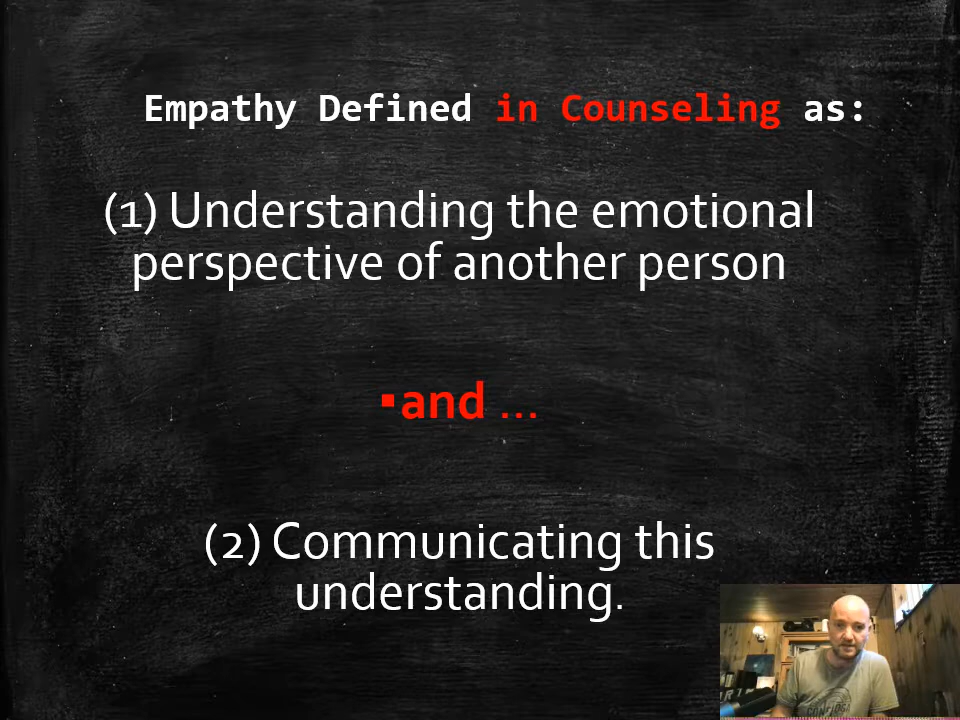 Empathy Defined in Counseling as:
(1) Understanding the emotional
perspective of another person
▪and ...
(2) Communicating this
understanding.